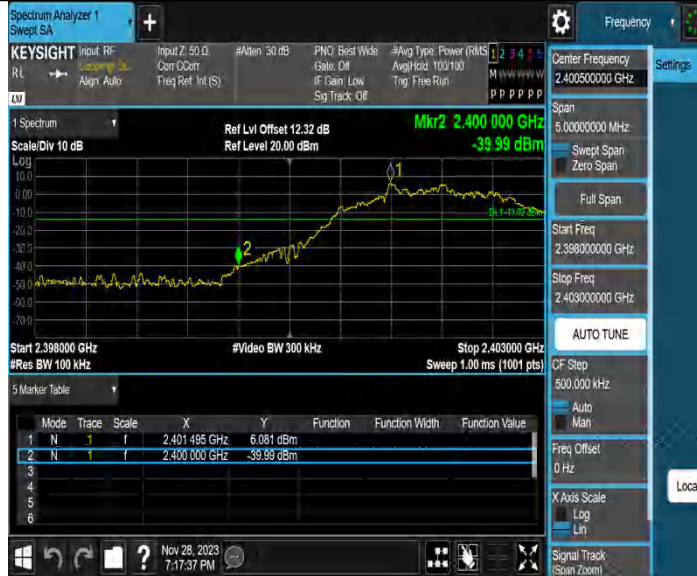 Spectrum Analyzer 1
Swept SA
+
Frequency
KEYSIGHT
RL
LXI
Input: RF
Align: Auto
Input Z: 50 Ω
Corr CCorr
Freq Ref: Int (S)
#Atten: 30 dB
PNO: Best Wide
Gate: Off
IF Gain: Low
Sig Track: Off
#Avg Type: Power (RMS
Avg|Hold: 100/100
Trig: Free Run
1 2 3 4 5 6
M W W W W W
P P P P P P
Center Frequency
2.400500000 GHz
Settings
Span
5.00000000 MHz
Swept Span
Zero Span
Full Span
Start Freq
2.398000000 GHz
Stop Freq
2.403000000 GHz
AUTO TUNE
CF Step
500.000 kHz
Auto
Man
Freq Offset
0 Hz
X Axis Scale
Log
Lin
Signal Track
(Span Zoom)
Loca
1 Spectrum
Scale/Div 10 dB
Ref Lvl Offset 12.32 dB
Ref Level 20.00 dBm
Mkr2 2.400 000 GHz
-39.99 dBm
Log
10.0
0.00
-10.0
-20.0
-30.0
-40.0
-50.0
-60.0
-70.0
1
2
Start 2.398000 GHz
#Res BW 100 kHz
#Video BW 300 kHz
Stop 2.403000 GHz
Sweep 1.00 ms (1001 pts)
5 Marker Table
Mode Trace Scale X Y Function Function Width Function Value
1 N 1 f 2.401 495 GHz 6.081 dBm
2 N 1 f 2.400 000 GHz -39.99 dBm
3
4
5
6
?
Nov 28, 2023
7:17:37 PM